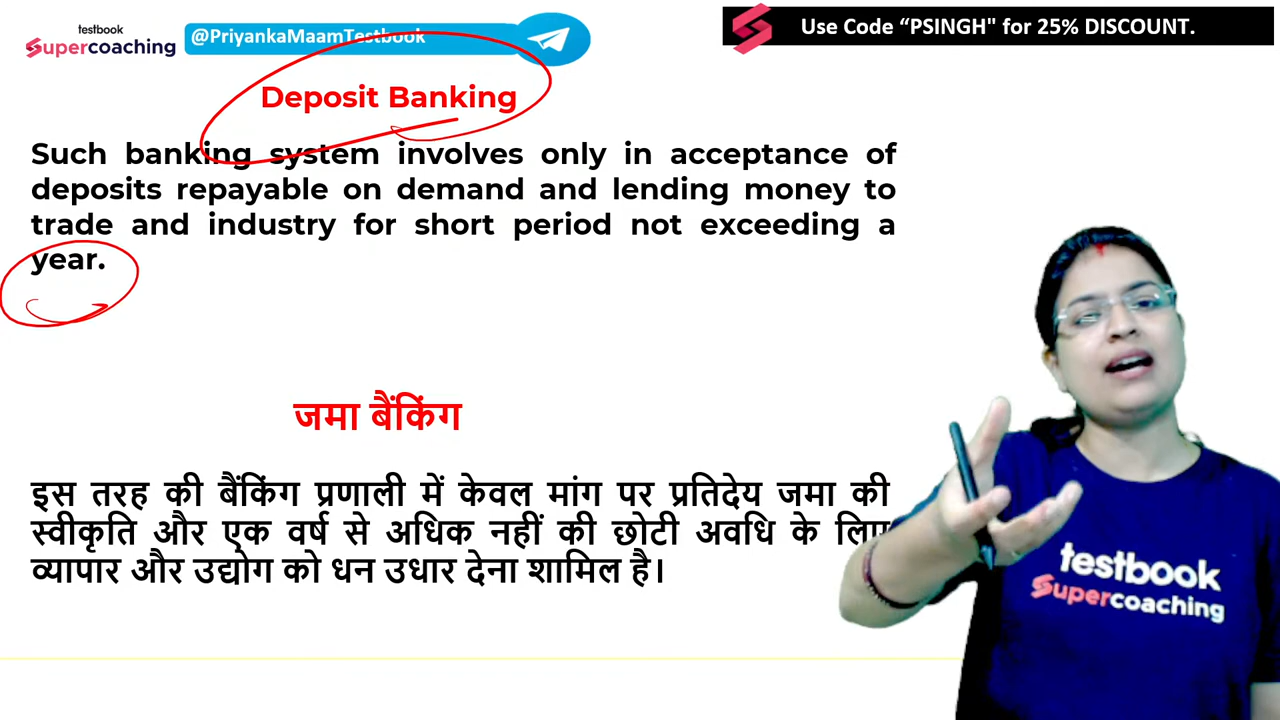 testbook
Supercoaching
@PriyankaMaamTestbook
Use Code “PSINGH" for 25% DISCOUNT.
Deposit Banking
Such banking system involves only in acceptance of
deposits repayable on demand and lending money to
trade and industry for short period not exceeding a
year.
जमा बैंकिंग
इस तरह की बैंकिंग प्रणाली में केवल मांग पर प्रतिदेय जमा की
स्वीकृति और एक वर्ष से अधिक नहीं की छोटी अवधि के लिए
व्यापार और उद्योग को धन उधार देना शामिल है।
testbook
Supercoaching